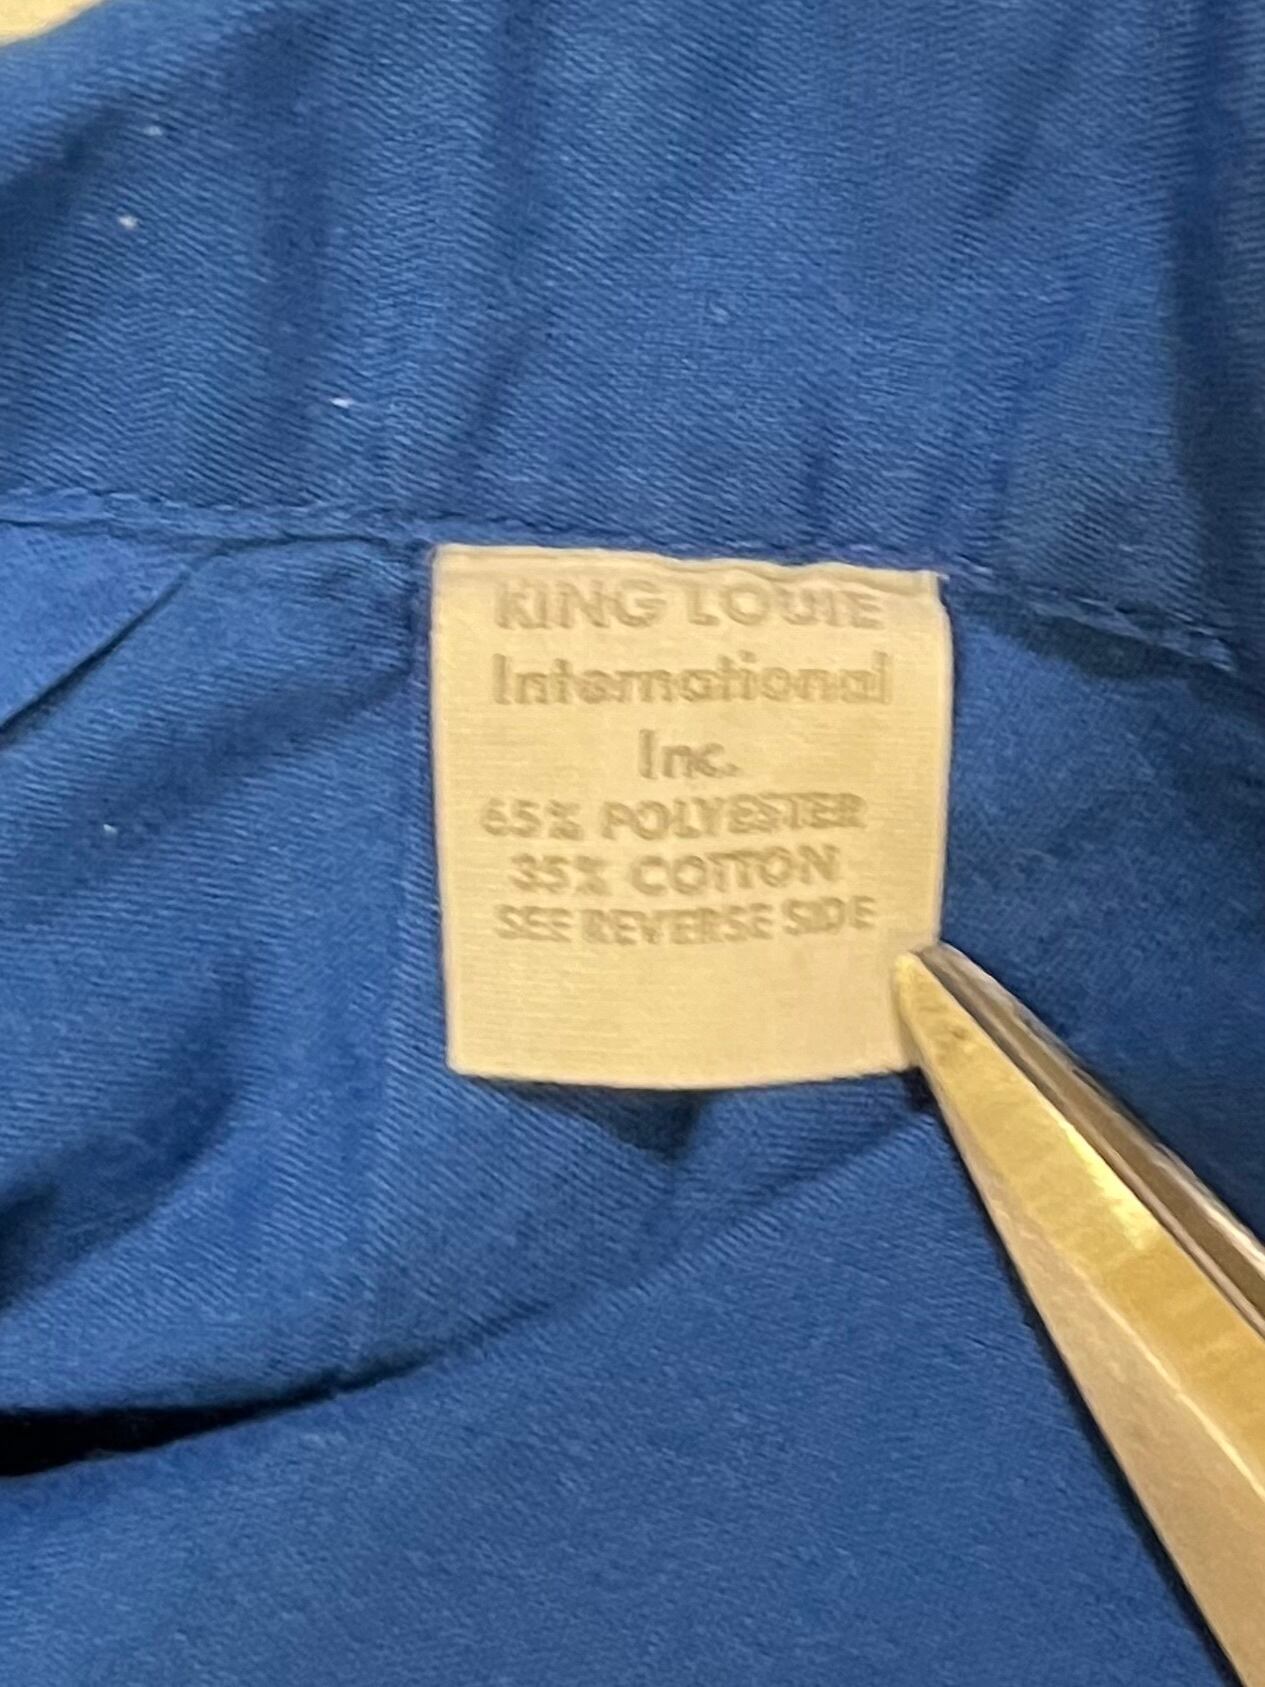 KING LOUIE
International
Inc.
65% POLYESTER
35% COTTON
SEE REVERSE SIDE